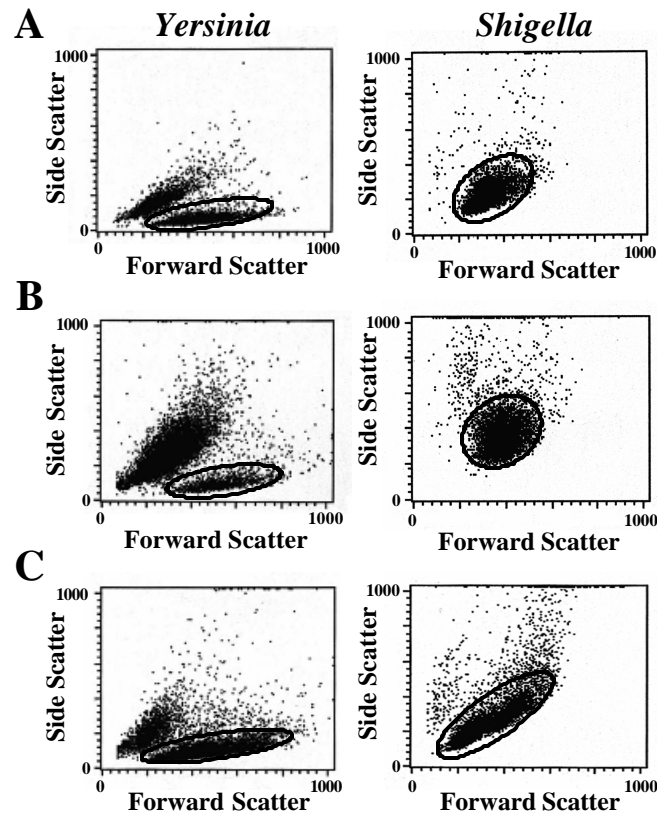 A Yersinia Shigella
1000 1000
Side Scatter Side Scatter
0 0
0 1000 0 1000
Forward Scatter Forward Scatter
B
1000 1000
Side Scatter Side Scatter
0 0
0 1000 0 1000
Forward Scatter Forward Scatter
C
1000 1000
Side Scatter Side Scatter
0 0
0 1000 0 1000
Forward Scatter Forward Scatter